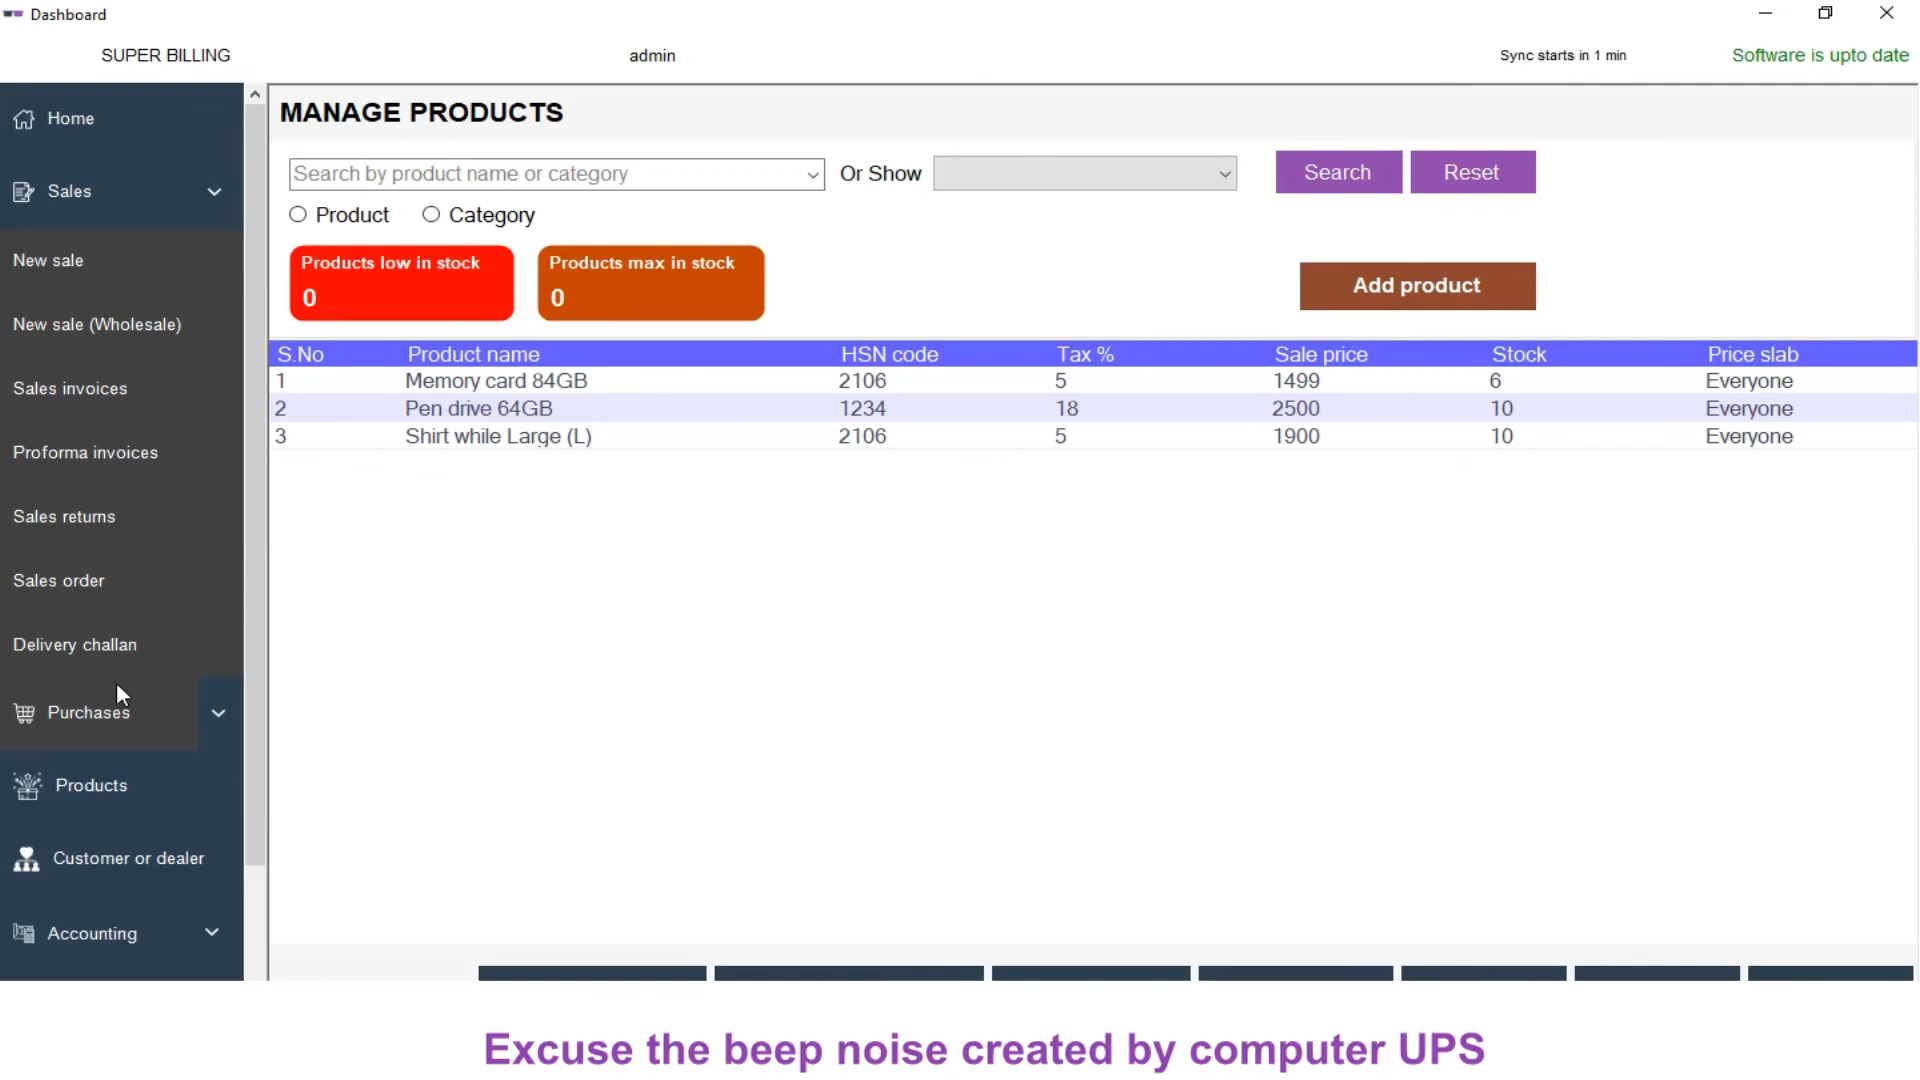 Dashboard
SUPER BILLING admin Sync starts in 1 min Software is upto date
Home
Sales
New sale
New sale (Wholesale)
Sales invoices
Proforma invoices
Sales returns
Sales order
Delivery challan
Purchases
Products
Customer or dealer
Accounting
MANAGE PRODUCTS
Search by product name or category Or Show Search Reset
Product Category
Products low in stock Products max in stock
0 0
Add product
S.No Product name HSN code Tax % Sale price Stock Price slab
1 Memory card 84GB 2106 5 1499 6 Everyone
2 Pen drive 64GB 1234 18 2500 10 Everyone
3 Shirt while Large (L) 2106 5 1900 10 Everyone
Excuse the beep noise created by computer UPS